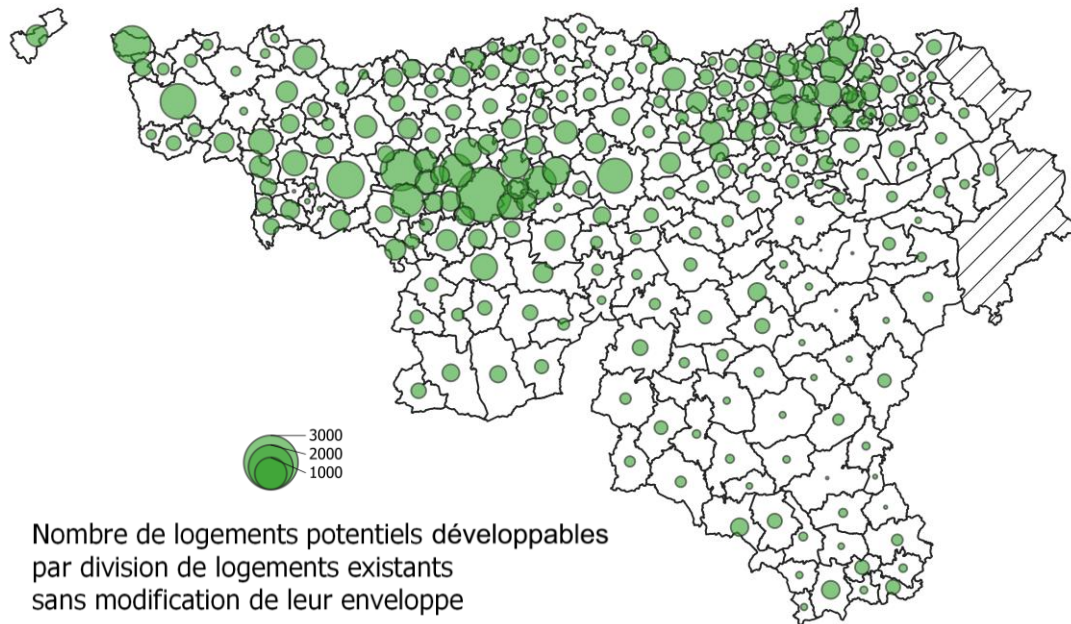 3000
2000
1000
Nombre de logements potentiels développables
par division de logements existants
sans modification de leur enveloppe